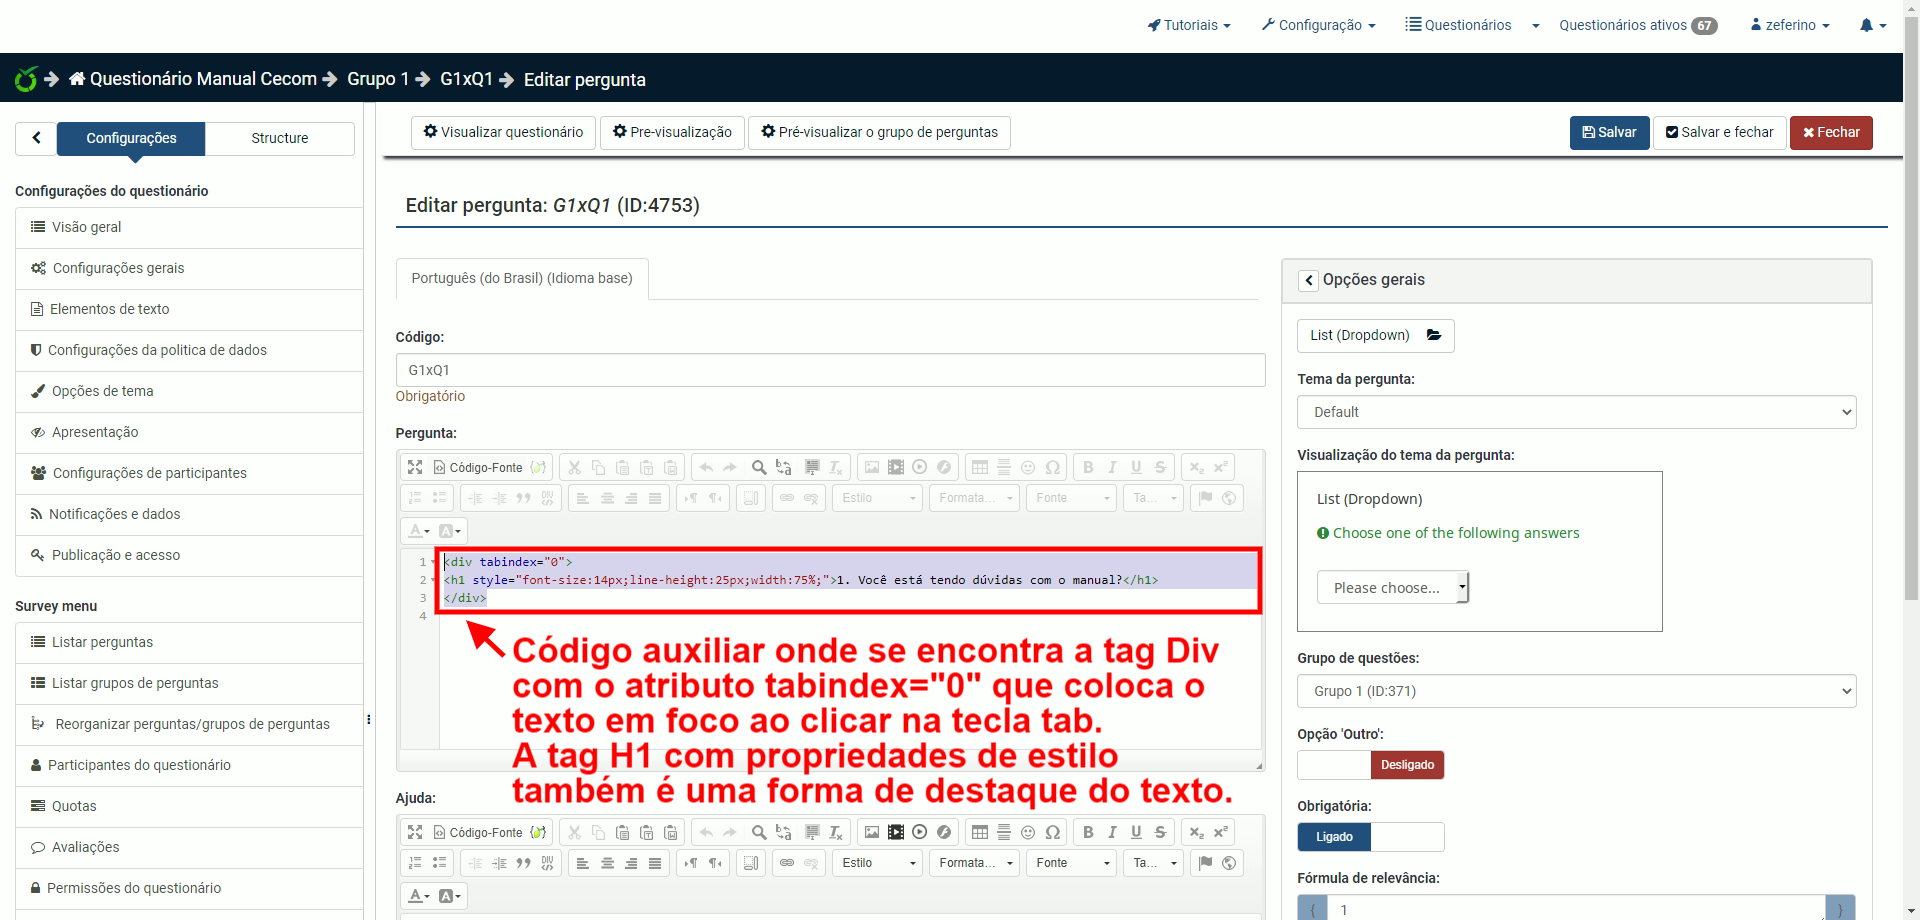 Tutoriais
Configuração
Questionários
Questionários ativos 67
zeferino
Questionário Manual Cecom
Grupo 1
G1xQ1
Editar pergunta
Configurações
Structure
Visualizar questionário
Pre-visualização
Pré-visualizar o grupo de perguntas
Salvar
Salvar e fechar
Fechar
Configurações do questionário
Visão geral
Configurações gerais
Elementos de texto
Configurações da politica de dados
Opções de tema
Apresentação
Configurações de participantes
Notificações e dados
Publicação e acesso
Survey menu
Listar perguntas
Listar grupos de perguntas
Reorganizar perguntas/grupos de perguntas
Participantes do questionário
Quotas
Avaliações
Permissões do questionário
Editar pergunta: G1xQ1 (ID:4753)
Português (do Brasil) (Idioma base)
Código:
G1xQ1
Obrigatório
Pergunta:
Código-Fonte
Estilo
Formata...
Fonte
Ta...
1 <div tabindex="0">
2 <h1 style="font-size:14px;line-height:25px;width:75%;">1. Você está tendo dúvidas com o manual?</h1>
3 </div>
4
Código auxiliar onde se encontra a tag Div
com o atributo tabindex="0" que coloca o
texto em foco ao clicar na tecla tab.
A tag H1 com propriedades de estilo
também é uma forma de destaque do texto.
Ajuda:
Código-Fonte
Estilo
Formata...
Fonte
Ta...
Opções gerais
List (Dropdown)
Tema da pergunta:
Default
Visualização do tema da pergunta:
List (Dropdown)
Choose one of the following answers
Please choose...
Grupo de questões:
Grupo 1 (ID:371)
Opção 'Outro':
Desligado
Obrigatória:
Ligado
Fórmula de relevância:
{ 1 }